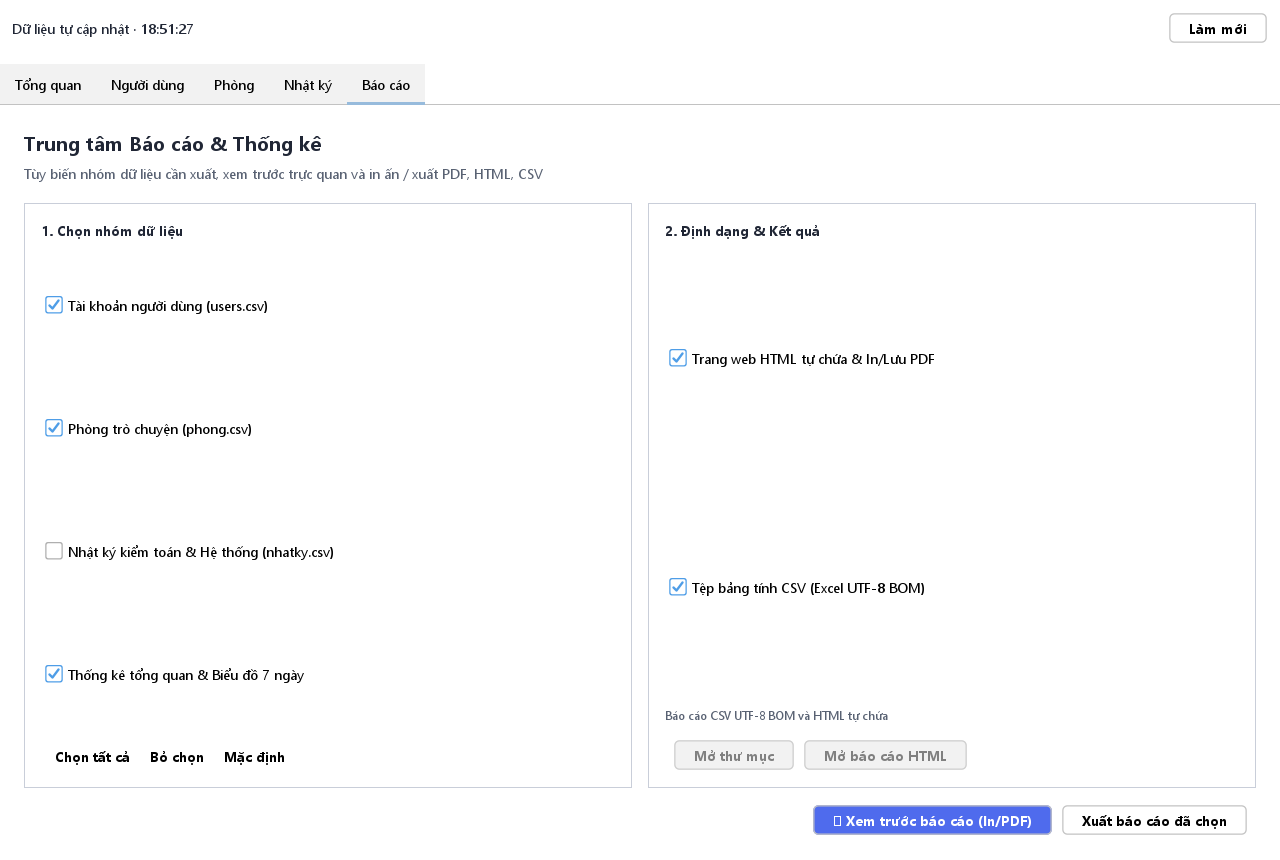 Dữ liệu tự cập nhật · 18:51:27
Làm mới
Tổng quan Người dùng Phòng Nhật ký Báo cáo
Trung tâm Báo cáo & Thống kê
Tùy biến nhóm dữ liệu cần xuất, xem trước trực quan và in ấn / xuất PDF, HTML, CSV
1. Chọn nhóm dữ liệu
Tài khoản người dùng (users.csv)
Phòng trò chuyện (phong.csv)
Nhật ký kiểm toán & Hệ thống (nhatky.csv)
Thống kê tổng quan & Biểu đồ 7 ngày
Chọn tất cả Bỏ chọn Mặc định
2. Định dạng & Kết quả
Trang web HTML tự chứa & In/Lưu PDF
Tệp bảng tính CSV (Excel UTF-8 BOM)
Báo cáo CSV UTF-8 BOM và HTML tự chứa
Mở thư mục Mở báo cáo HTML
Xem trước báo cáo (In/PDF) Xuất báo cáo đã chọn